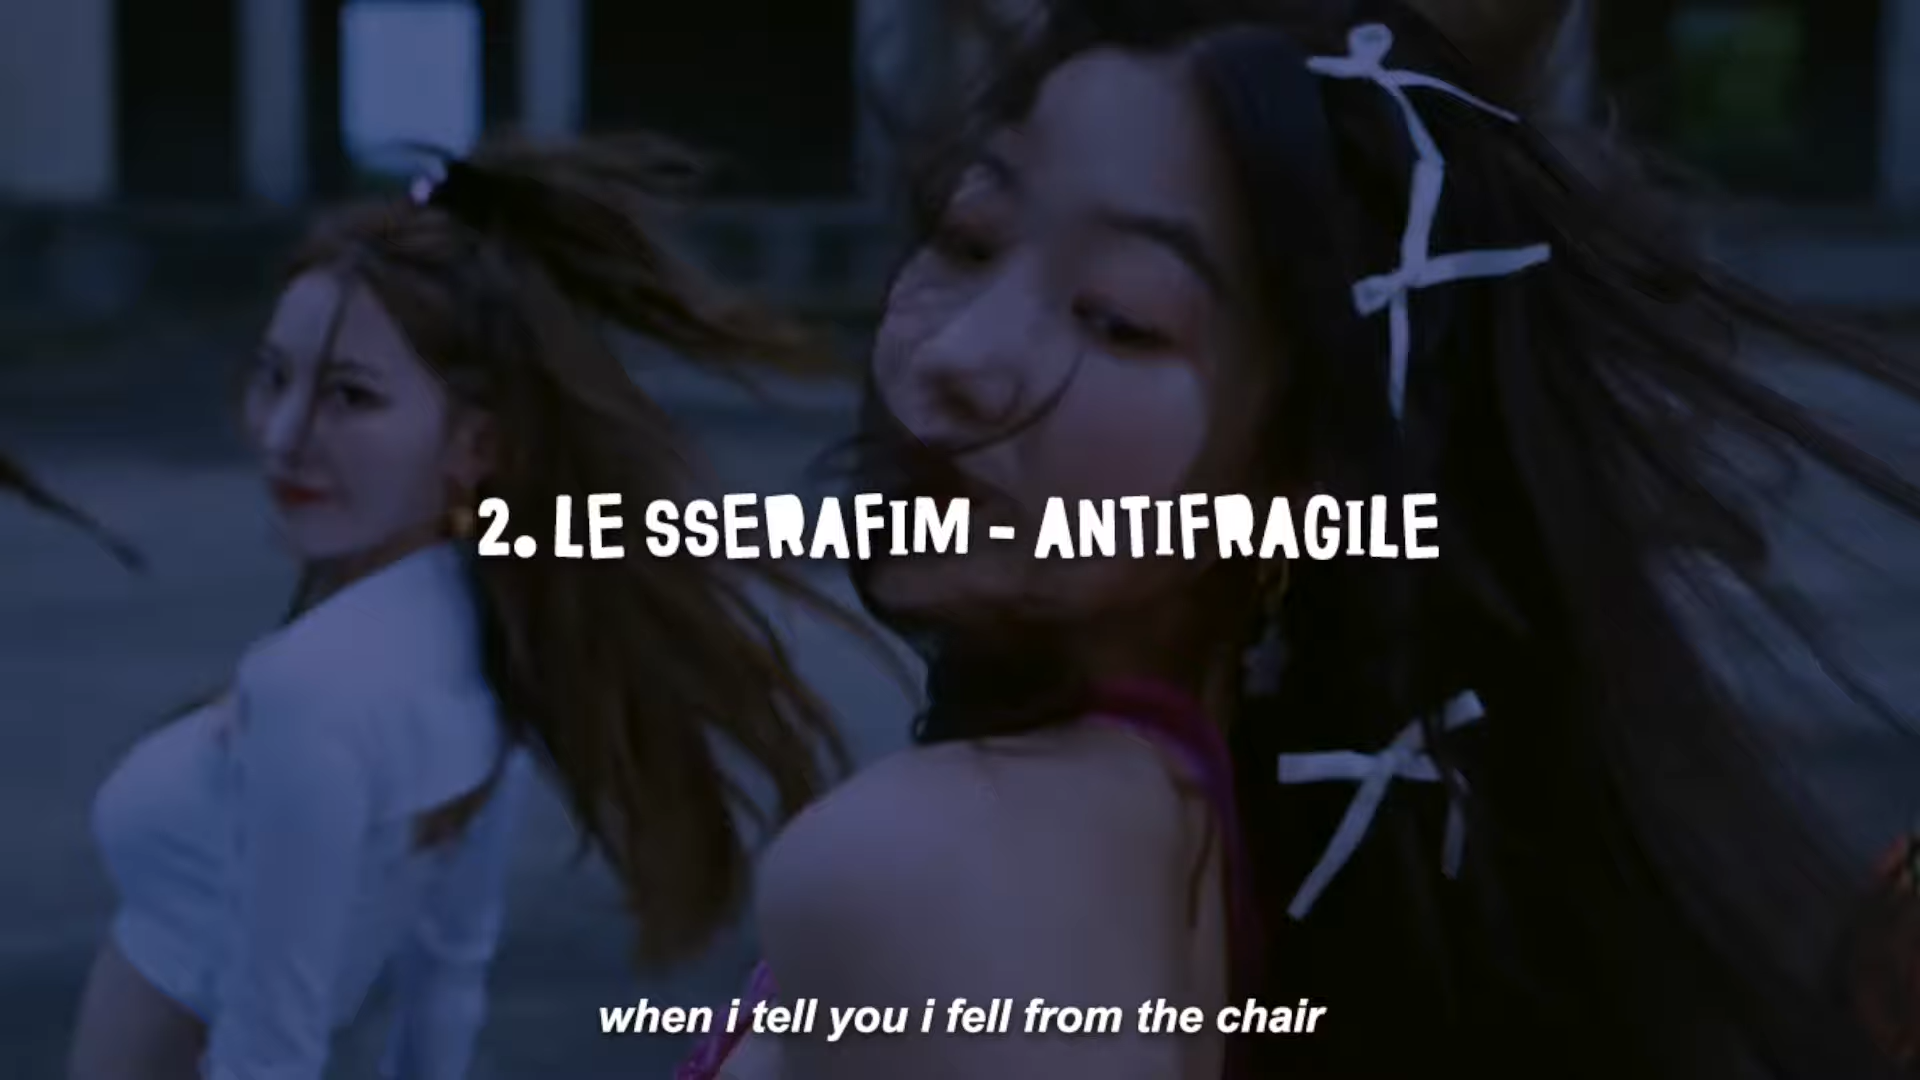 2. LE SSERAFIM - ANTIFRAGILE
when i tell you i fell from the chair